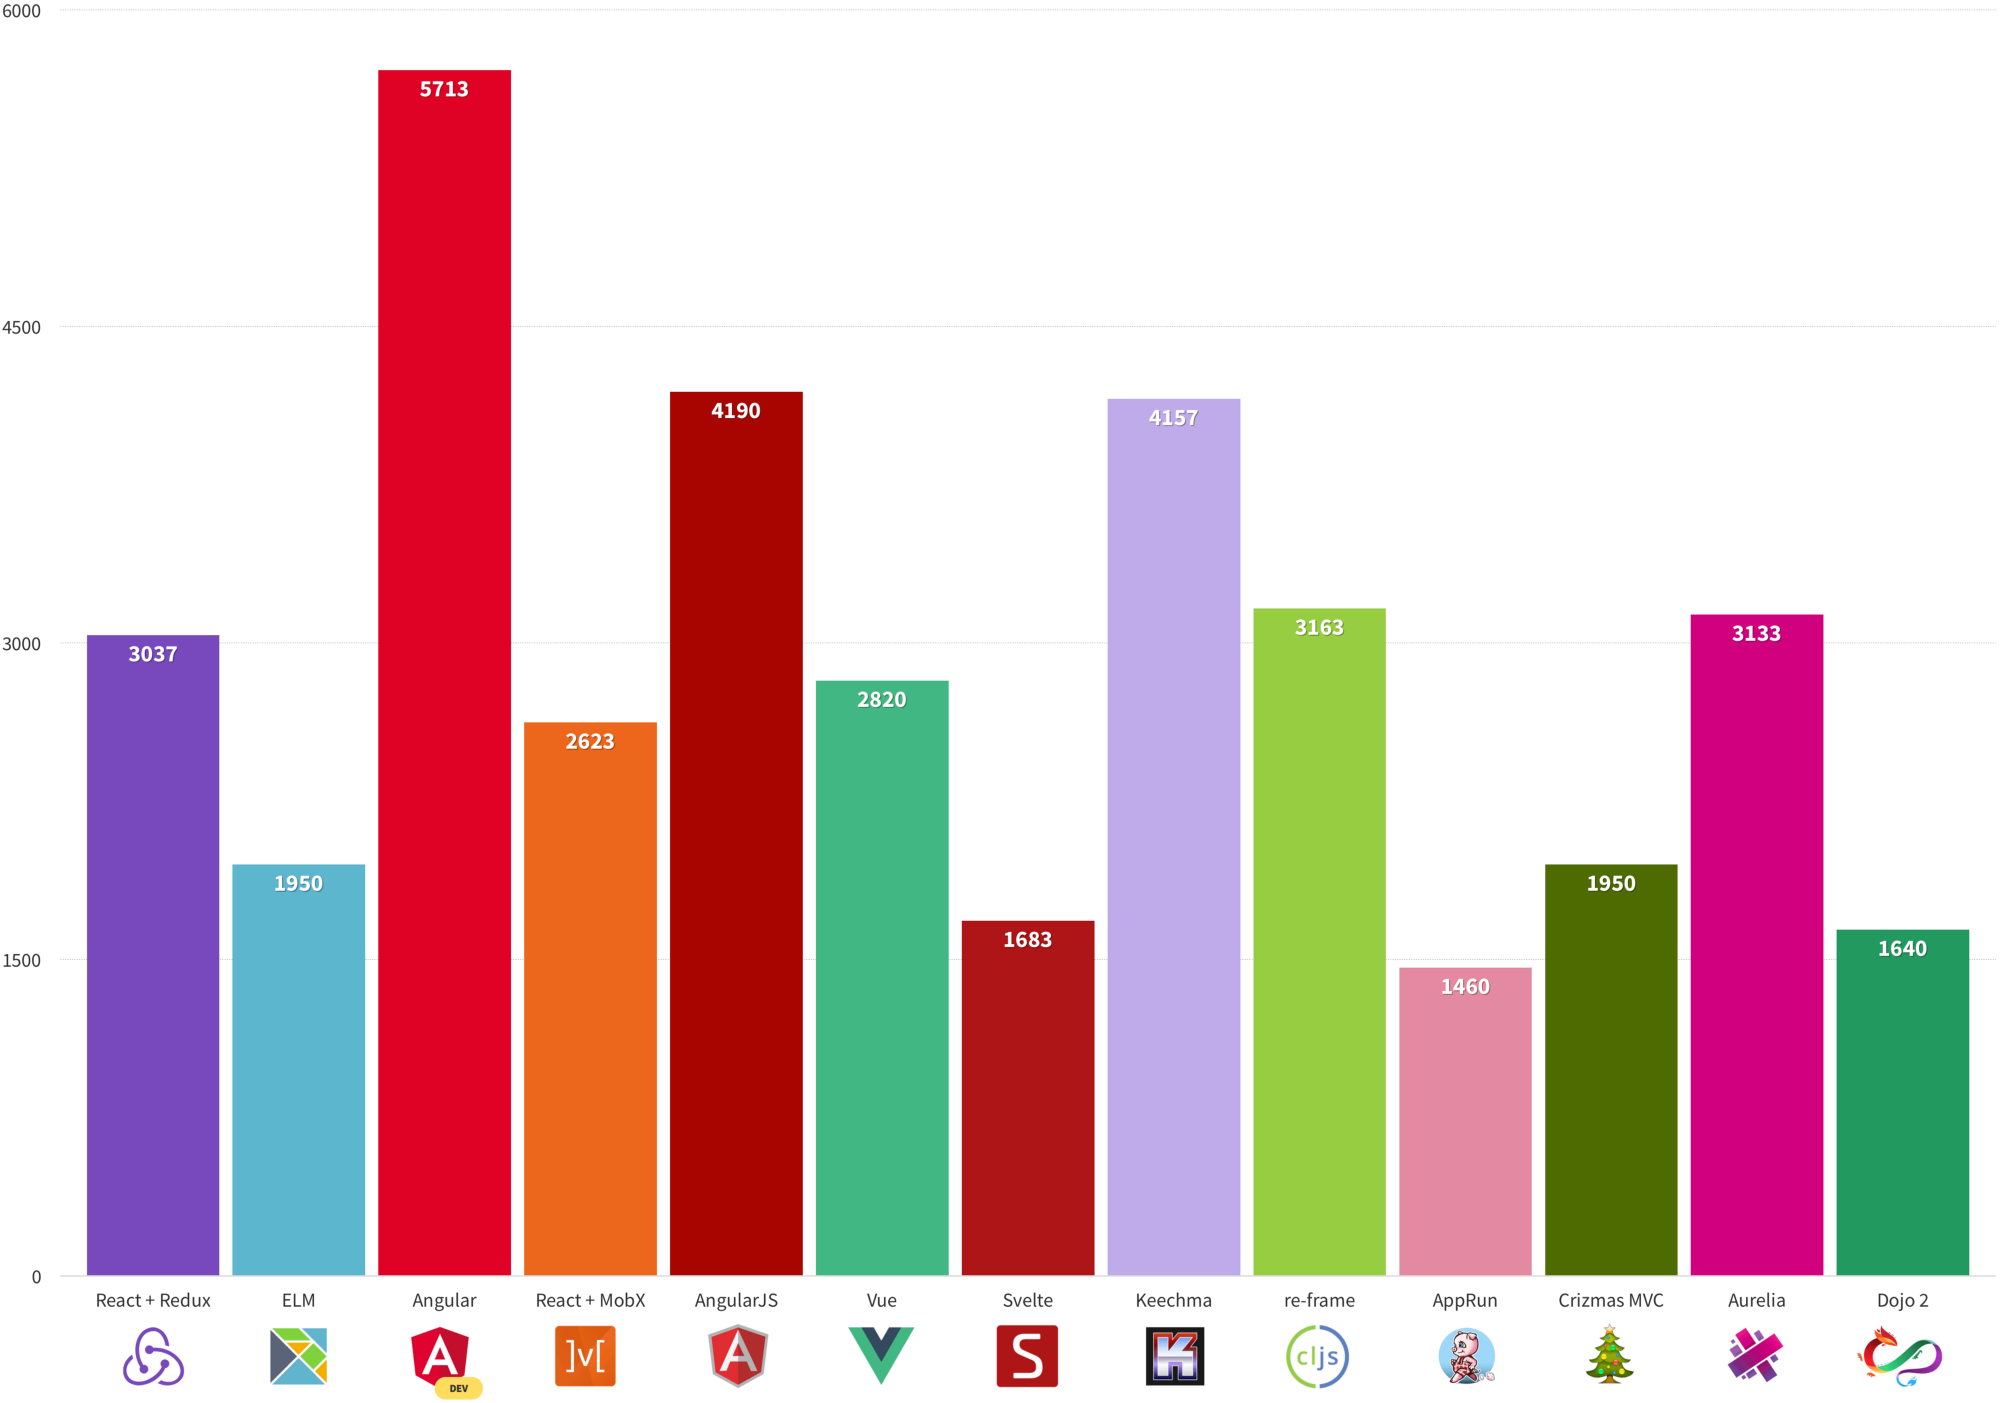 6000
5713
4500
4190
4157
3163
3133
3037
3000
2820
2623
1950
1950
1683
1640
1500
1460
0
React + Redux
ELM
Angular
React + MobX
AngularJS
Vue
Svelte
Keechma
re-frame
AppRun
Crizmas MVC
Aurelia
Dojo 2
A
DEV
]v[
A
S
K
cljs